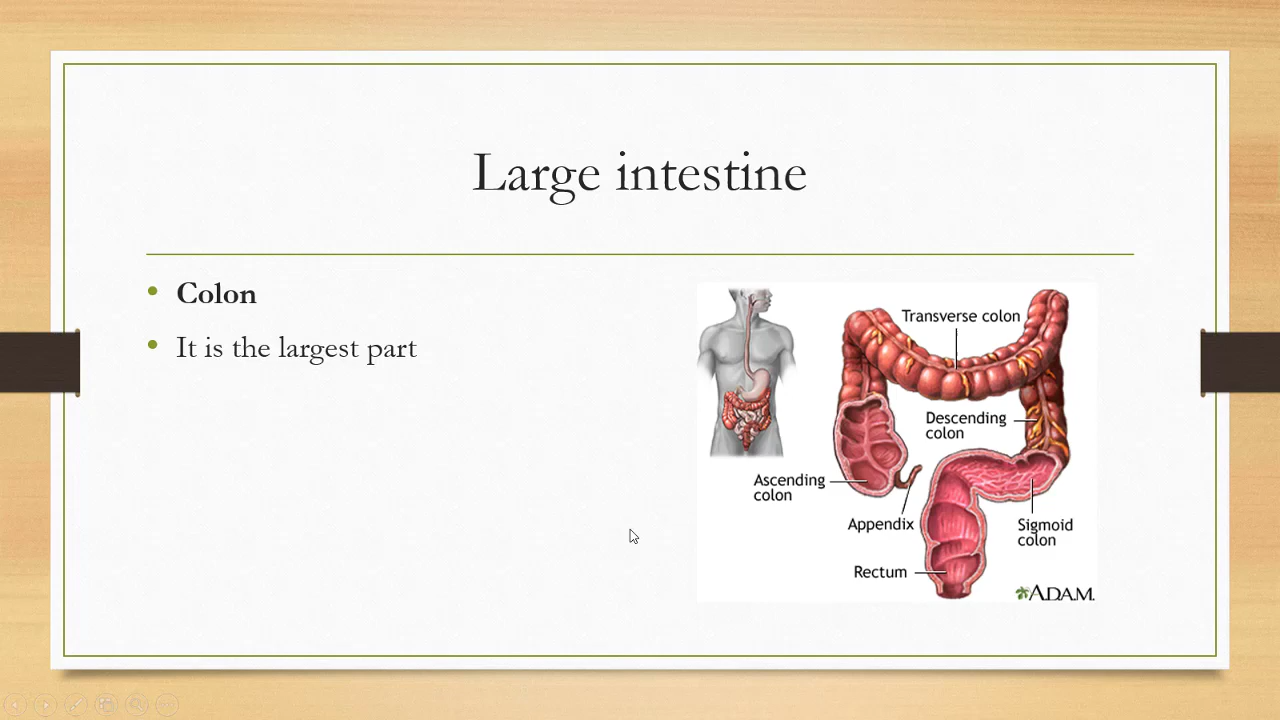 Large intestine
Colon
It is the largest part
Transverse colon
Descending
colon
Ascending
colon
Appendix
Sigmoid
colon
Rectum
A.D.A.M.